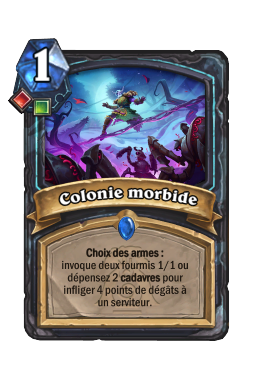 1
Colonie morbide
Choix des armes :
invoque deux fourmis 1/1 ou
dépensez 2 cadavres pour
infliger 4 points de dégâts à
un serviteur.